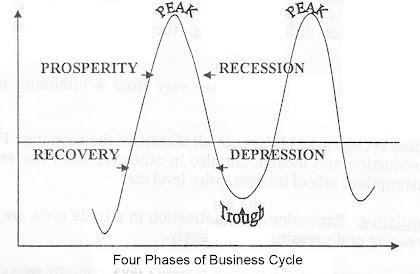 PEAK
PEAK
PROSPERITY
RECESSION
RECOVERY
DEPRESSION
Trough
Four Phases of Business Cycle